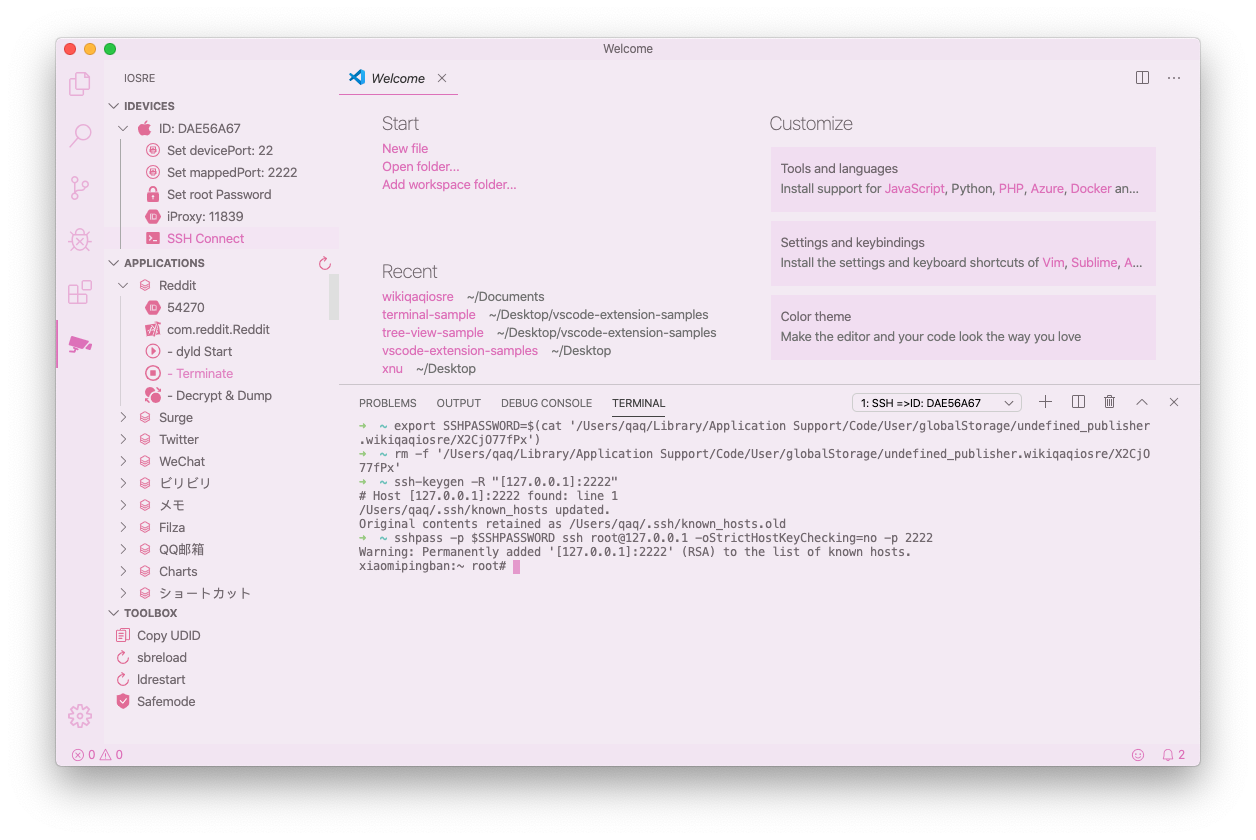 Welcome
IOSRE
IDEVICES
ID: DAE56A67
Set devicePort: 22
Set mappedPort: 2222
Set root Password
iProxy: 11839
SSH Connect
APPLICATIONS
Reddit
54270
com.reddit.Reddit
- dyld Start
- Terminate
- Decrypt & Dump
Surge
Twitter
WeChat
ビリビリ
メモ
Filza
QQ邮箱
Charts
ショートカット
TOOLBOX
Copy UDID
sbreload
ldrestart
Safemode
Welcome
Start
New file
Open folder...
Add workspace folder...
Recent
wikiqaqiosre ~/Documents
terminal-sample ~/Desktop/vscode-extension-samples
tree-view-sample ~/Desktop/vscode-extension-samples
vscode-extension-samples ~/Desktop
xnu ~/Desktop
Customize
Tools and languages
Install support for JavaScript, Python, PHP, Azure, Docker an...
Settings and keybindings
Install the settings and keyboard shortcuts of Vim, Sublime, A...
Color theme
Make the editor and your code look the way you love
PROBLEMS OUTPUT DEBUG CONSOLE TERMINAL 1: SSH =>ID: DAE56A67
→ ~ export SSHPASSWORD=$(cat '/Users/qaq/Library/Application Support/Code/User/globalStorage/undefined_publisher
.wikiqaqiosre/X2CjO77fPx')
→ ~ rm -f '/Users/qaq/Library/Application Support/Code/User/globalStorage/undefined_publisher.wikiqaqiosre/X2CjO
77fPx'
→ ~ ssh-keygen -R "[127.0.0.1]:2222"
# Host [127.0.0.1]:2222 found: line 1
/Users/qaq/.ssh/known_hosts updated.
Original contents retained as /Users/qaq/.ssh/known_hosts.old
→ ~ sshpass -p $SSHPASSWORD ssh root@127.0.0.1 -oStrictHostKeyChecking=no -p 2222
Warning: Permanently added '[127.0.0.1]:2222' (RSA) to the list of known hosts.
xiaomipingban:~ root#
0 0
2